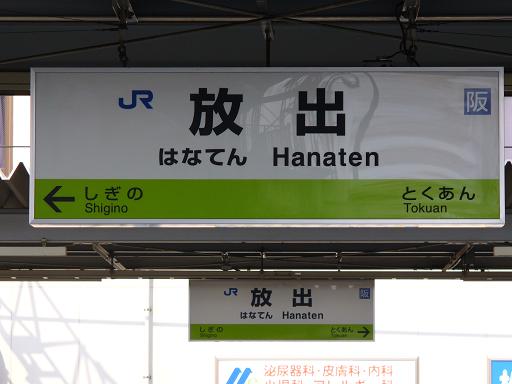 JR 放出 阪
はなてん Hanaten
しぎの とくあん
Shigino Tokuan
JR 放出 阪
はなてん Hanaten
しぎの とくあん
Shigino Tokuan
泌尿器科・皮膚科・内科